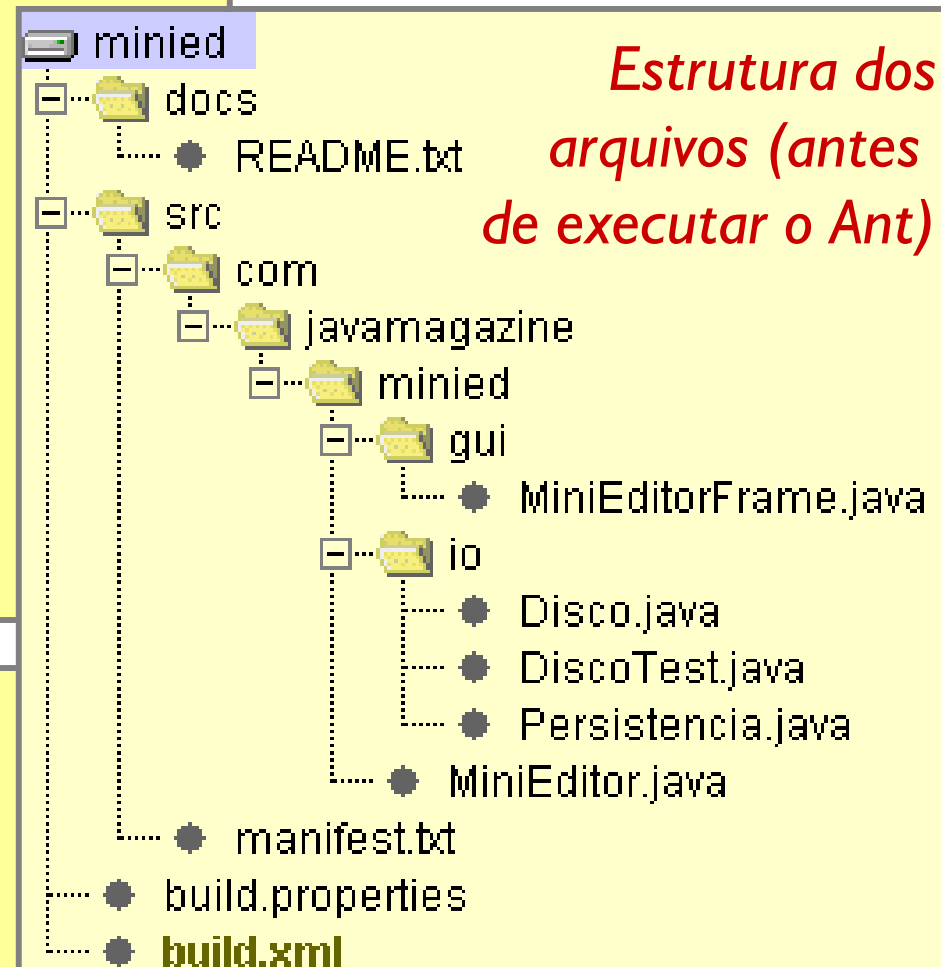 minied
Estrutura dos
arquivos (antes
de executar o Ant)
docs
README.txt
src
com
javamagazine
minied
gui
MiniEditorFrame.java
io
Disco.java
DiscoTest.java
Persistencia.java
MiniEditor.java
manifest.txt
build.properties
build.xml